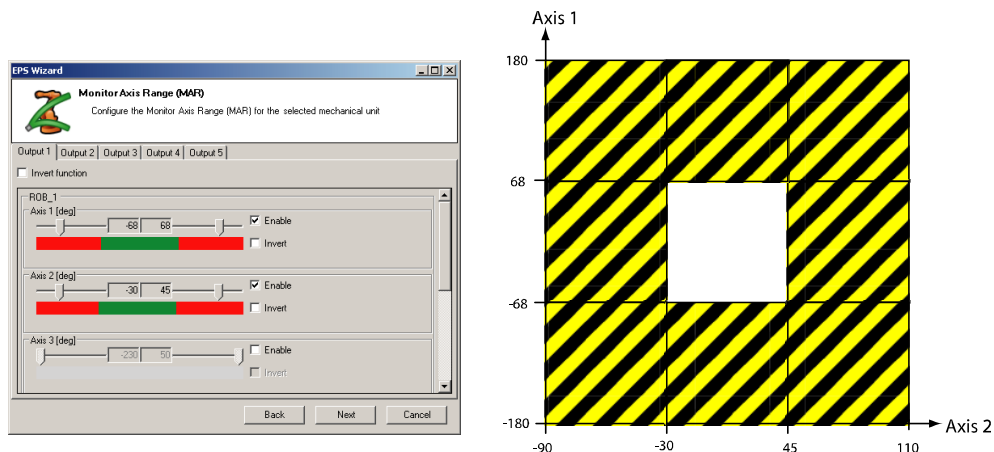 EPS Wizard
Monitor Axis Range (MAR)
Configure the Monitor Axis Range (MAR) for the selected mechanical unit
Output 1 Output 2 Output 3 Output 4 Output 5
Invert function
ROB_1
Axis 1 [deg]
-68 68 Enable
Invert
Axis 2 [deg]
-30 45 Enable
Invert
Axis 3 [deg]
-230 50 Enable
Invert
Back Next Cancel
Axis 1
180
68
-68
-180
Axis 2
-90 -30 45 110